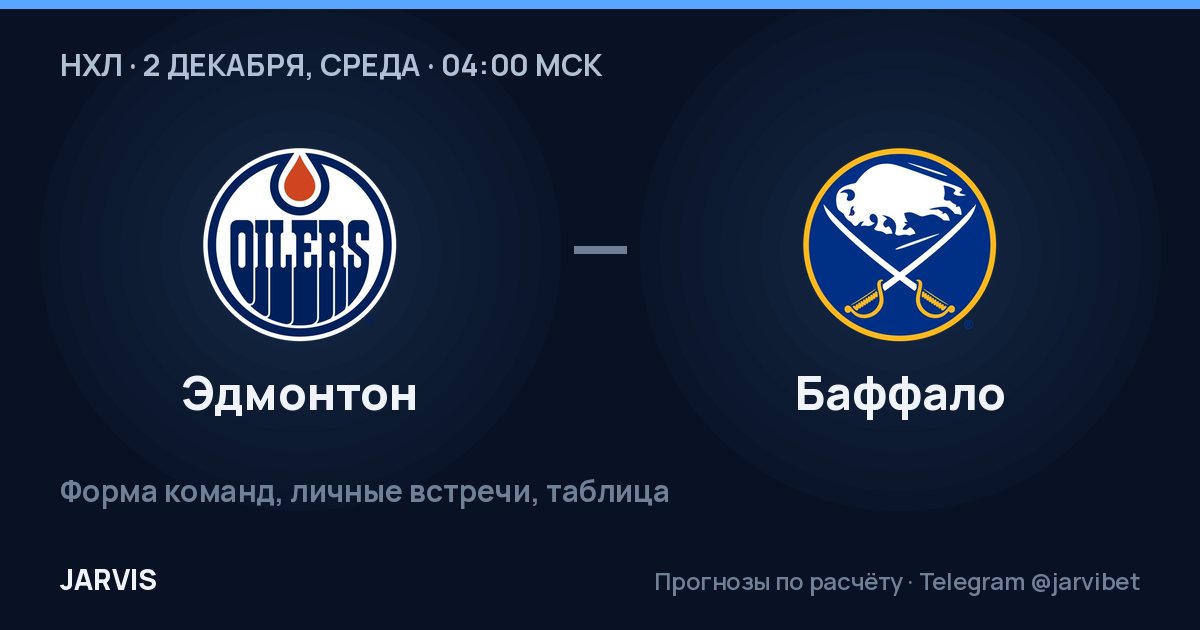 НХЛ · 2 ДЕКАБРЯ, СРЕДА · 04:00 МСК
OILERS
Эдмонтон
Баффало
Форма команд, личные встречи, таблица
JARVIS
Прогнозы по расчёту · Telegram @jarvibet